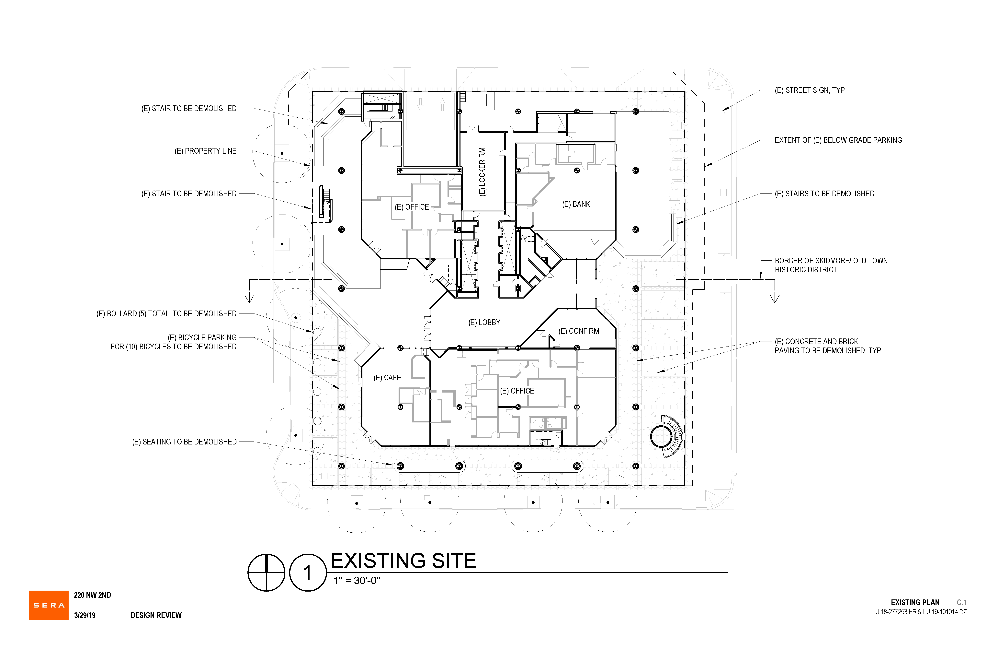 (E) STREET SIGN, TYP
(E) STAIR TO BE DEMOLISHED
EXTENT OF (E) BELOW GRADE PARKING
(E) PROPERTY LINE
(E) LOCKER RM
(E) STAIR TO BE DEMOLISHED
(E) STAIRS TO BE DEMOLISHED
(E) OFFICE
(E) BANK
BORDER OF SKIDMORE/ OLD TOWN
HISTORIC DISTRICT
(E) BOLLARD (5) TOTAL, TO BE DEMOLISHED
(E) LOBBY
(E) CONF RM
(E) BICYCLE PARKING
FOR (10) BICYCLES TO BE DEMOLISHED
(E) CONCRETE AND BRICK
PAVING TO BE DEMOLISHED, TYP
(E) CAFE
(E) OFFICE
(E) SEATING TO BE DEMOLISHED
1
EXISTING SITE
1" = 30'-0"
SERA
220 NW 2ND
3/29/19
DESIGN REVIEW
EXISTING PLAN C.1
LU 18-277253 HR & LU 19-101014 DZ